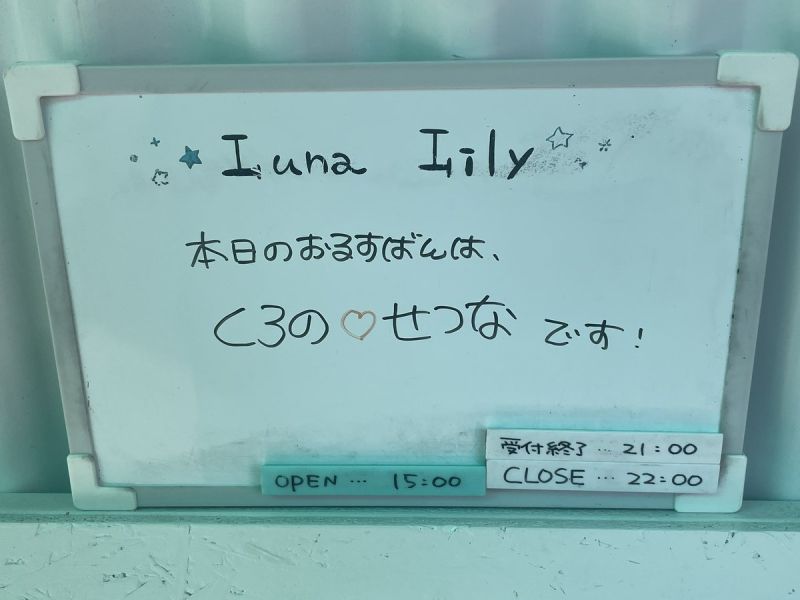 Luna Lily
本日のおるすばんは、
くろの♡せつな です!
受付終了…21:00
OPEN…15:00
CLOSE…22:00